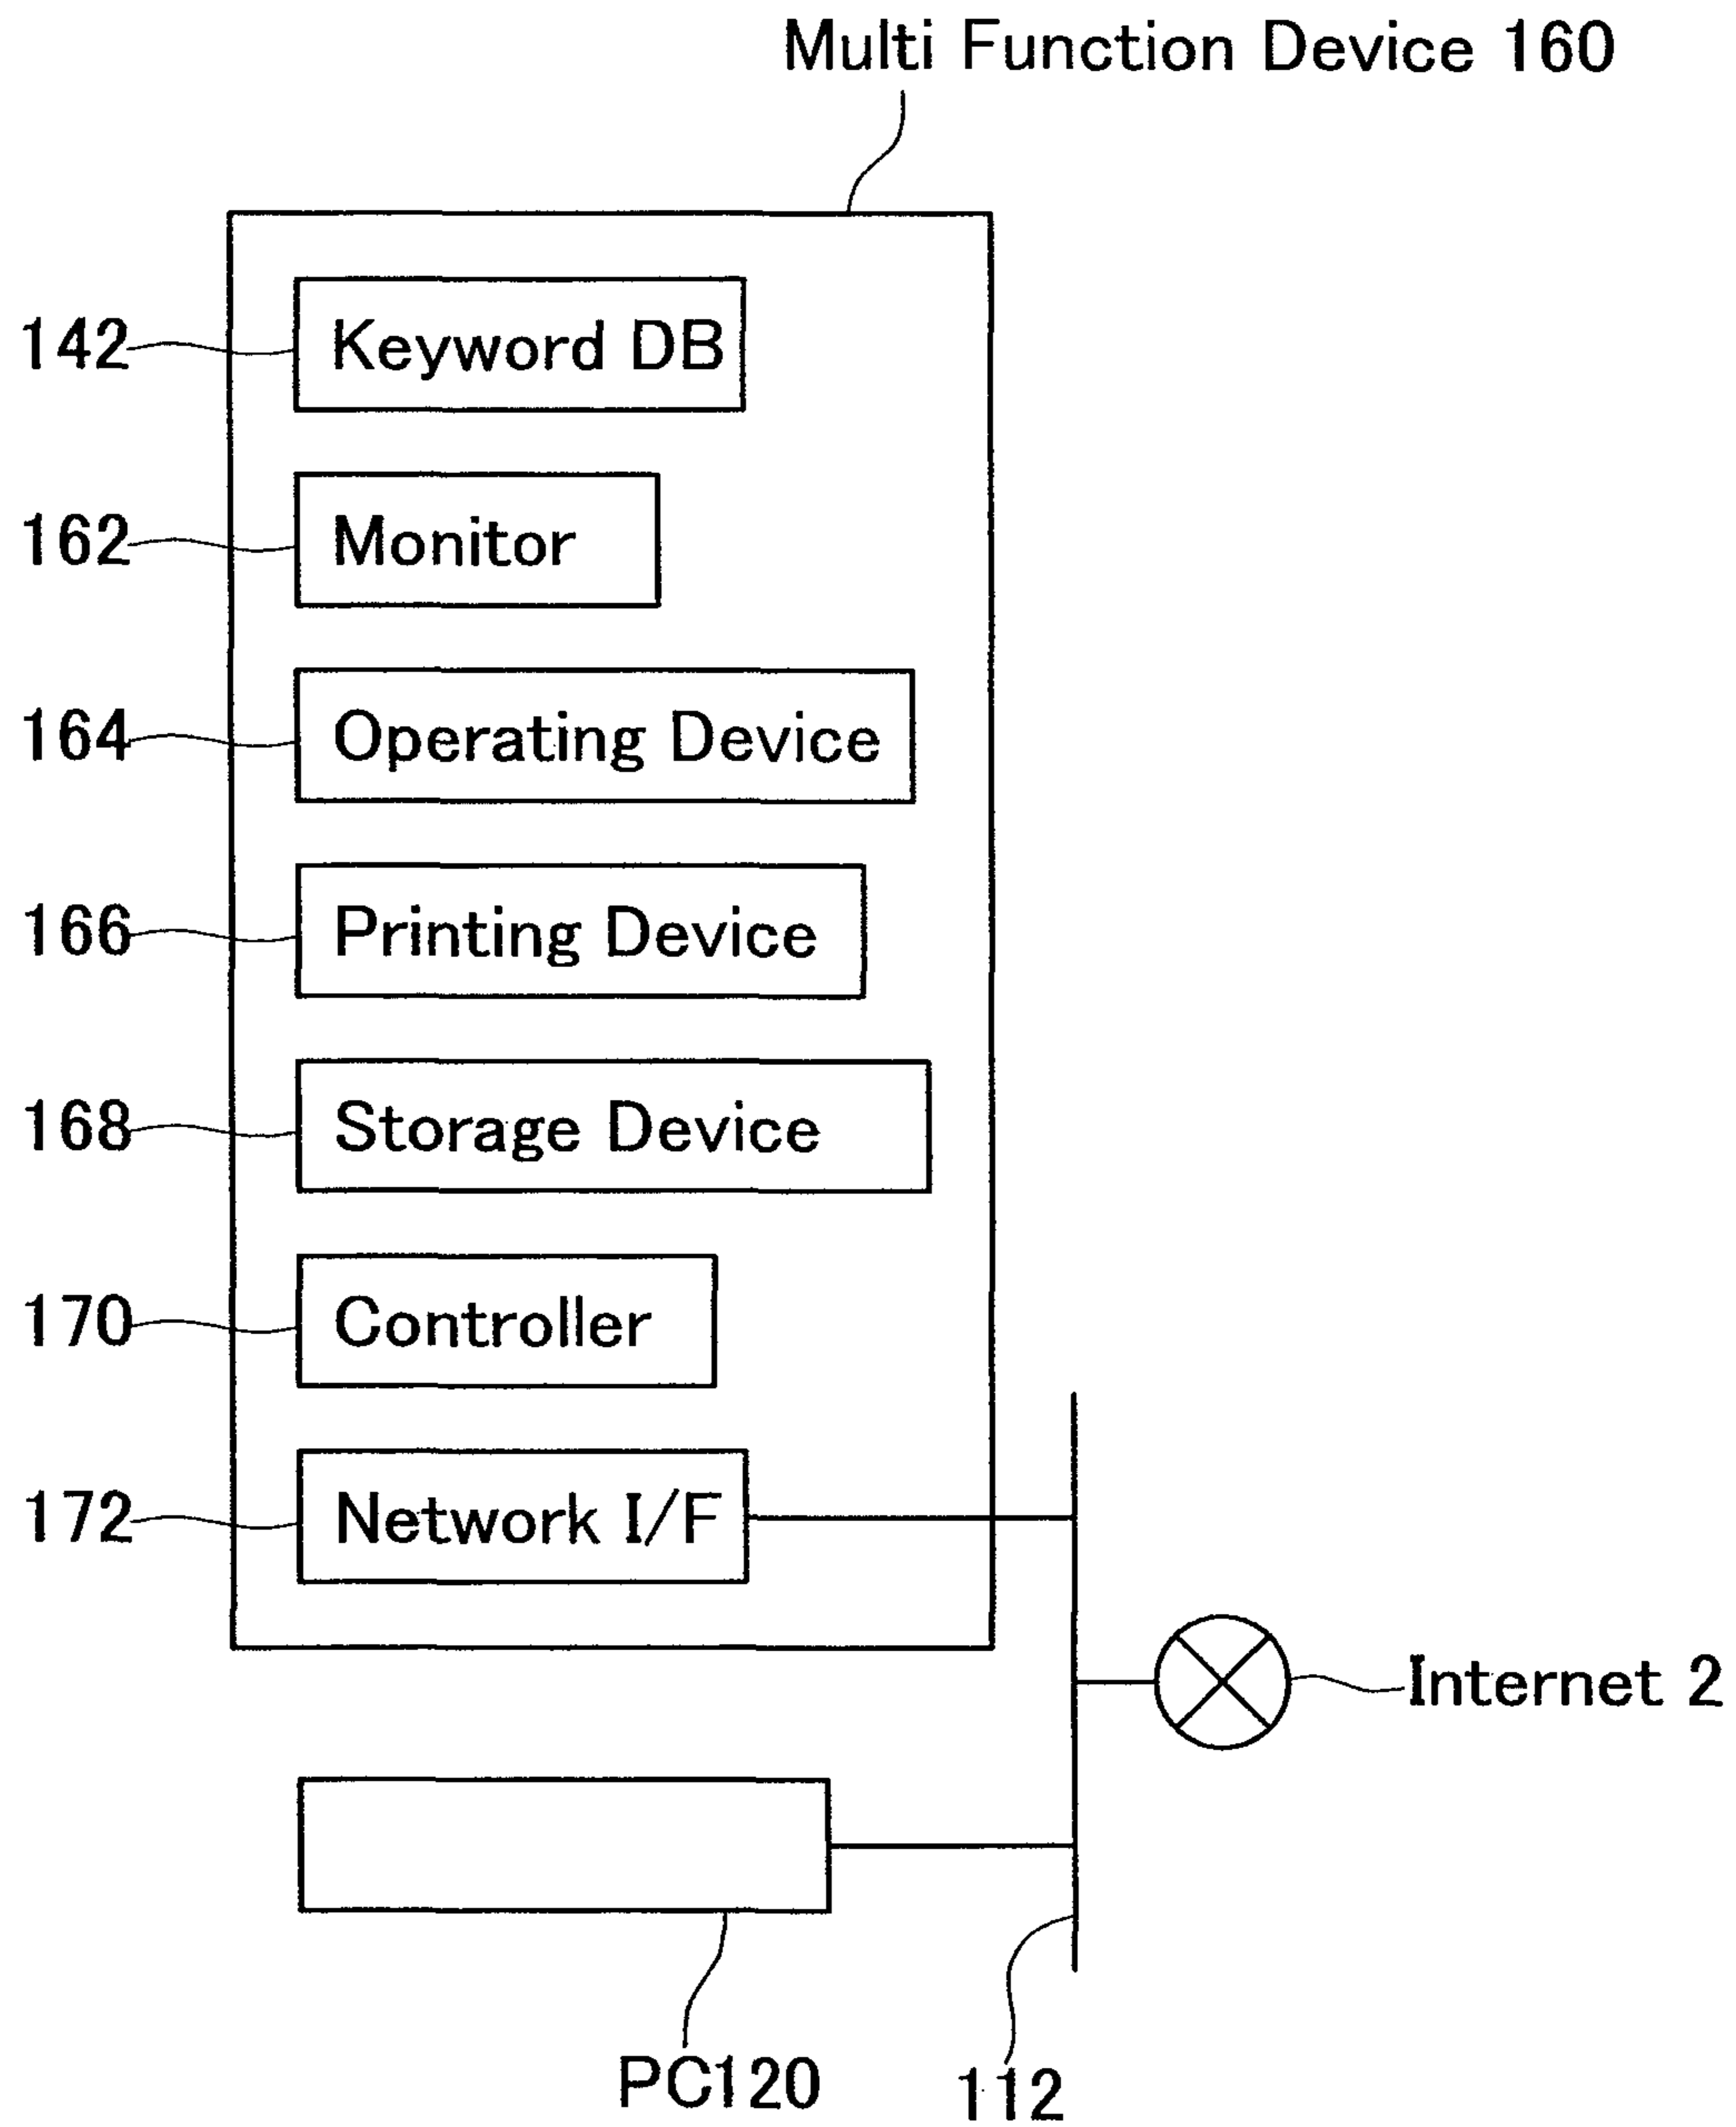 Multi Function Device 160
142 Keyword DB
162 Monitor
164 Operating Device
166 Printing Device
168 Storage Device
170 Controller
172 Network I/F
Internet 2
PC120
112